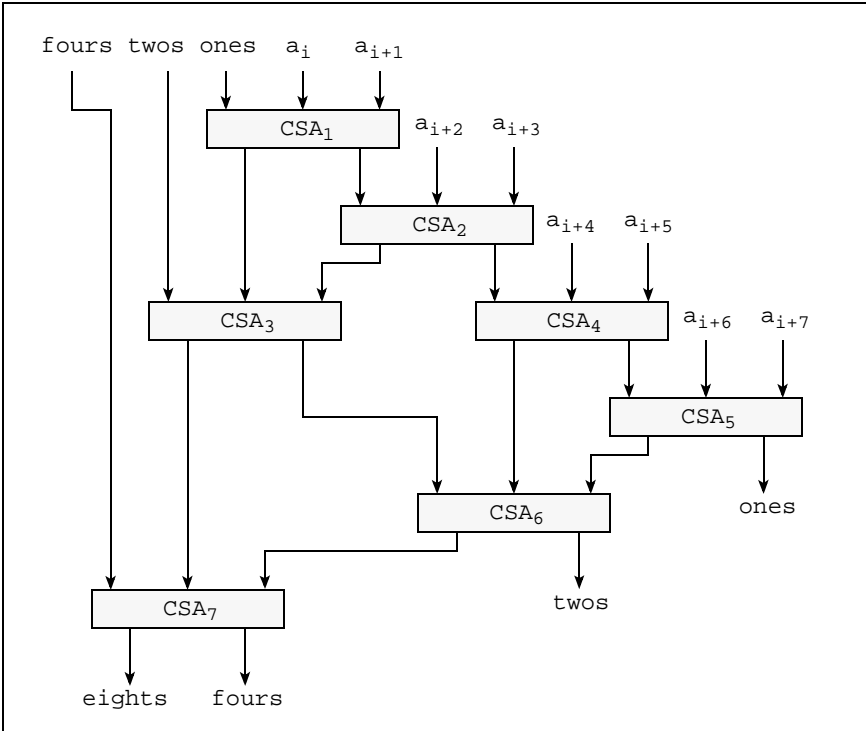 fours twos ones a_i a_{i+1}
CSA_1
a_{i+2} a_{i+3}
CSA_2
a_{i+4} a_{i+5}
CSA_3
CSA_4
a_{i+6} a_{i+7}
CSA_5
CSA_6
ones
CSA_7
twos
eights fours